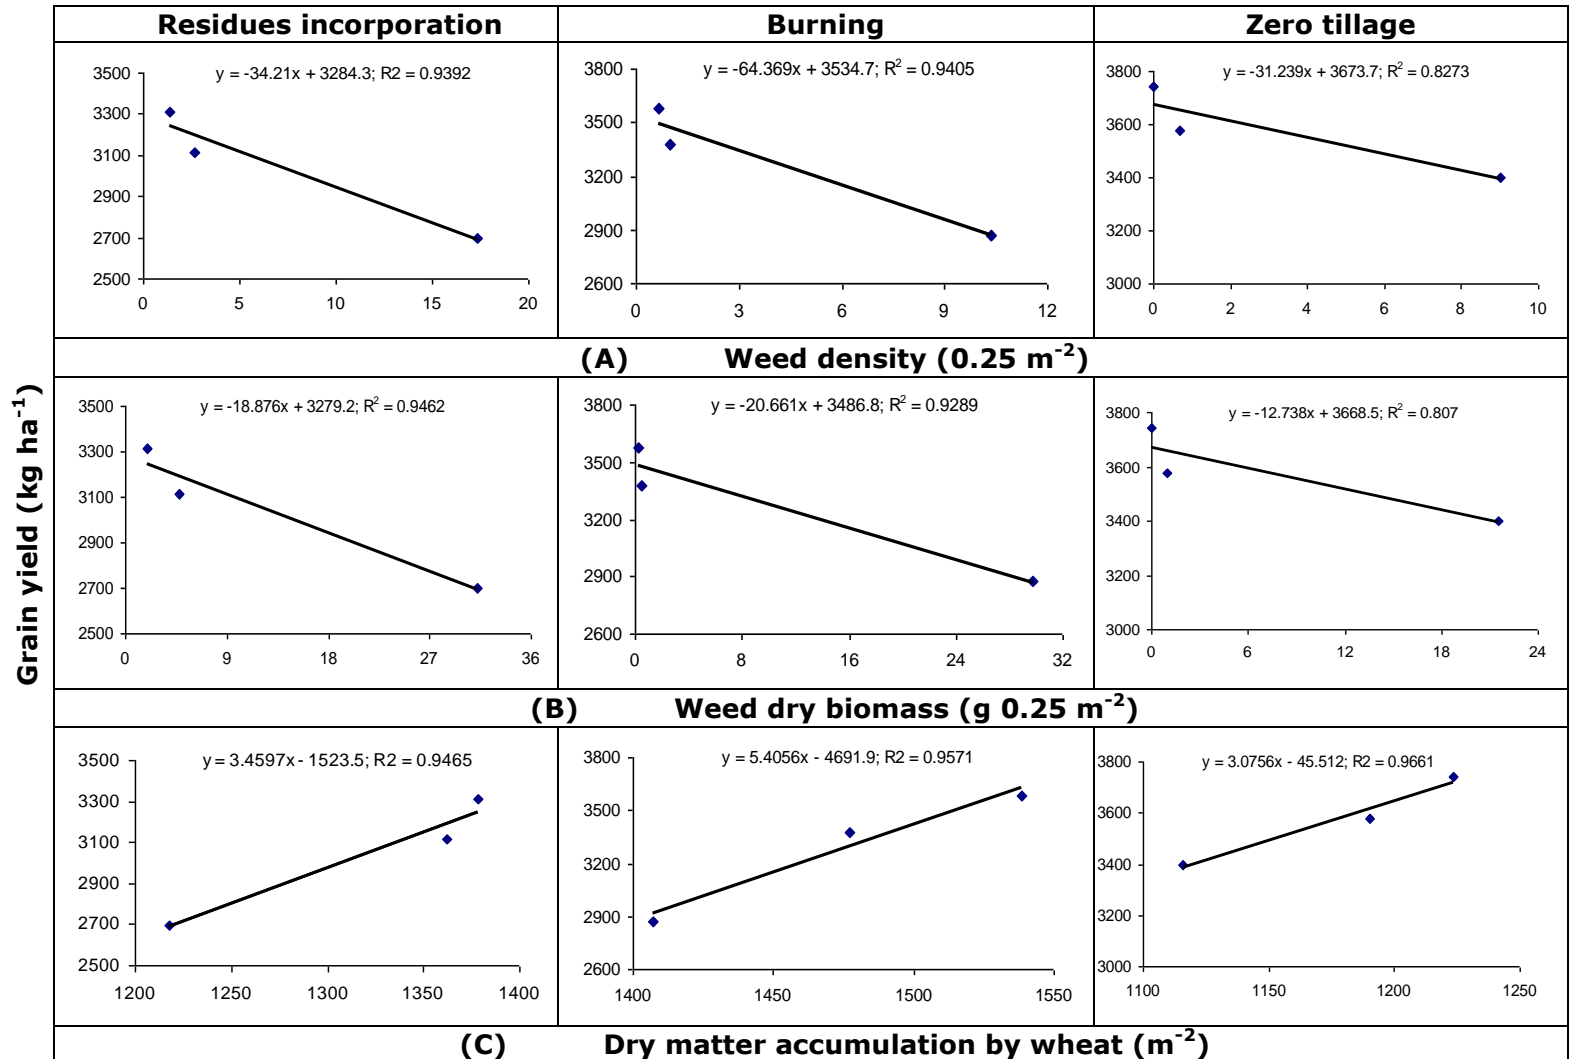 Residues incorporation Burning Zero tillage
y = -34.21x + 3284.3; R2 = 0.9392
3500
3300
3100
2900
2700
2500
0 5 10 15 20
y = -64.369x + 3534.7; R² = 0.9405
3800
3500
3200
2900
2600
0 3 6 9 12
y = -31.239x + 3673.7; R² = 0.8273
3800
3600
3400
3200
3000
0 2 4 6 8 10
(A) Weed density (0.25 m⁻²)
Grain yield (kg ha⁻¹)
y = -18.876x + 3279.2; R² = 0.9462
3500
3300
3100
2900
2700
2500
0 9 18 27 36
y = -20.661x + 3486.8; R² = 0.9289
3800
3500
3200
2900
2600
0 8 16 24 32
y = -12.738x + 3668.5; R² = 0.807
3800
3600
3400
3200
3000
0 6 12 18 24
(B) Weed dry biomass (g 0.25 m⁻²)
y = 3.4597x - 1523.5; R2 = 0.9465
3500
3300
3100
2900
2700
2500
1200 1250 1300 1350 1400
y = 5.4056x - 4691.9; R2 = 0.9571
3800
3500
3200
2900
2600
1400 1450 1500 1550
y = 3.0756x - 45.512; R2 = 0.9661
3800
3600
3400
3200
3000
1100 1150 1200 1250
(C) Dry matter accumulation by wheat (m⁻²)